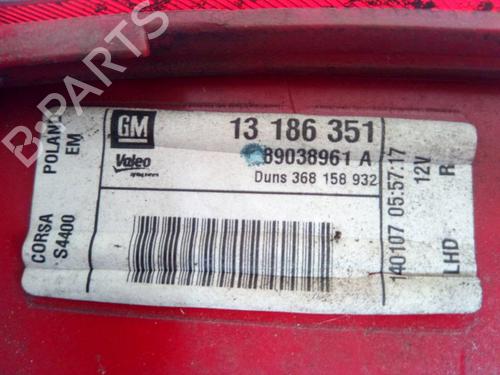 GM
13 186 351
Valeo
89038961 A
Duns 368 158 932
CORSA POLAND
S4400 EM
140107 05:57:17
12V
LHD R
B-PARTS